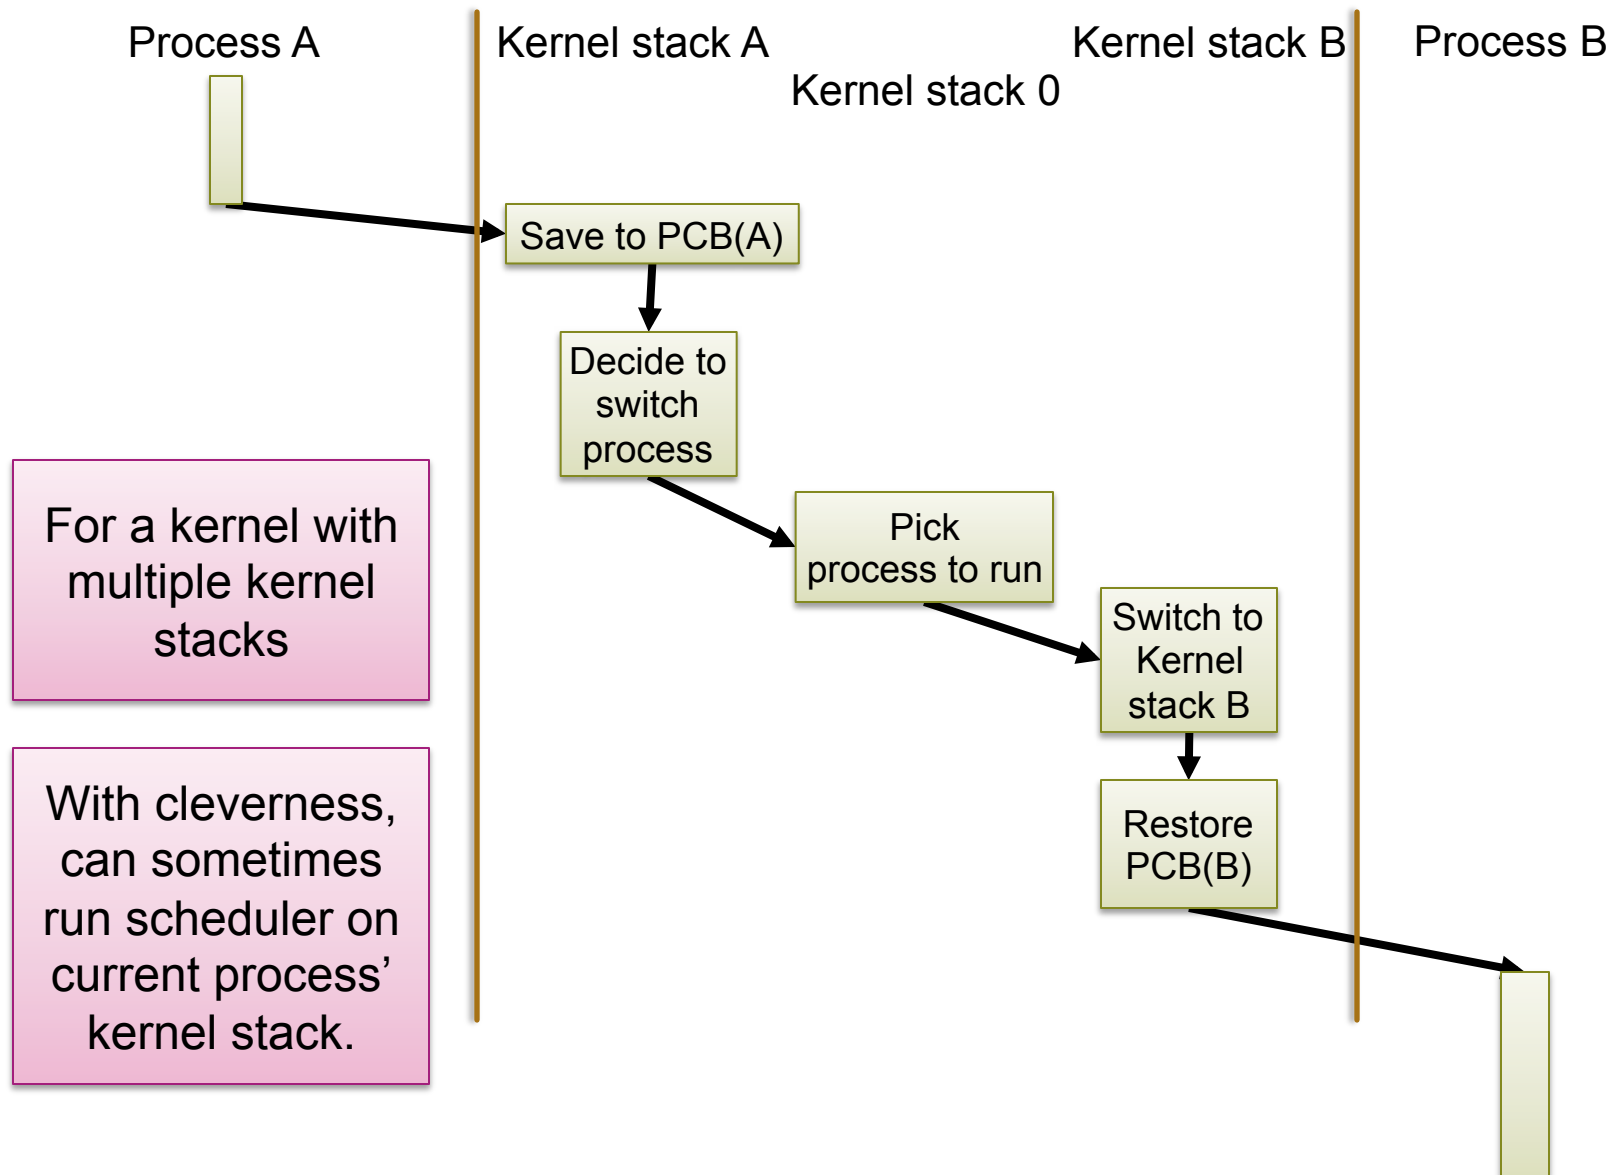 Process A
Kernel stack A
Kernel stack B
Process B
Kernel stack 0
Save to PCB(A)
Decide to
switch
process
Pick
process to run
Switch to
Kernel
stack B
Restore
PCB(B)
For a kernel with
multiple kernel
stacks
With cleverness,
can sometimes
run scheduler on
current process’
kernel stack.